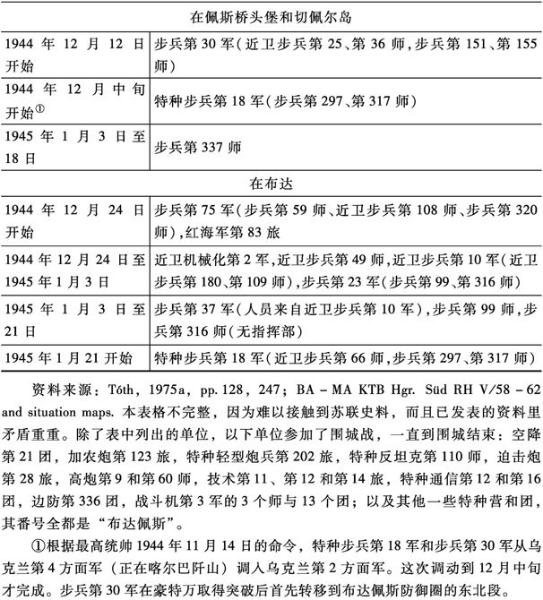 在佩斯桥头堡和切佩尔岛
1944 年 12 月 12 日
开始
步兵第 30 军(近卫步兵第 25、第 36 师,步兵第 151、第 155
师)
1944 年 12 月中旬
开始①
特种步兵第 18 军(步兵第 297、第 317 师)
1945 年 1 月 3 日至
18 日
步兵第 337 师
在布达
1944 年 12 月 24 日
开始
步兵第 75 军(步兵第 59 师、近卫步兵第 108 师、步兵第 320
师),红海军第 83 旅
1944 年 12 月 24 日至
1945 年 1 月 3 日
近卫机械化第 2 军,近卫步兵第 49 师,近卫步兵第 10 军(近卫
步兵第 180、第 109 师),步兵第 23 军(步兵第 99、第 316 师)
1945 年 1 月 3 日至
21 日
步兵第 37 军(人员来自近卫步兵第 10 军),步兵第 99 师,步
兵第 316 师(无指挥部)
1945 年 1 月 21 开始
特种步兵第 18 军(近卫步兵第 66 师,步兵第 297、第 317 师)
资料来源：Tóth, 1975a, pp. 128, 247；BA – MA KTB Hgr. Süd RH V/58 – 62
and situation maps. 本表格不完整，因为难以接触到苏联史料，而且已发表的资料里
矛盾重重。除了表中列出的单位，以下单位参加了围城战，一直到围城结束：空降
第 21 团，加农炮第 123 旅，特种轻型炮兵第 202 旅，特种反坦克第 110 师，迫击炮
第 28 旅，高炮第 9 和第 60 师，技术第 11、第 12 和第 14 旅，特种通信第 12 和第 16
团，边防第 336 团，战斗机第 3 军的 3 个师与 13 个团；以及其他一些特种营和团，
其番号全都是“布达佩斯”。
①根据最高统帅 1944 年 11 月 14 日的命令，特种步兵第 18 军和步兵第 30 军从乌
克兰第 4 方面军（正在喀尔巴阡山）调入乌克兰第 2 方面军。这次调动到 12 月中旬
才完成。步兵第 30 军在豪特万取得突破后首先转移到布达佩斯防御圈的东北段。